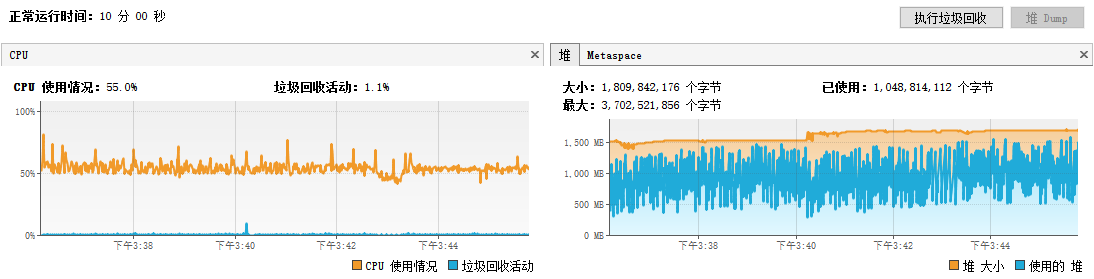 正常运行时间：10 分 00 秒
执行垃圾回收
堆 Dump
CPU
CPU 使用情况：55.0%
垃圾回收活动：1.1%
100%
50%
0%
下午3:38
下午3:40
下午3:42
下午3:44
CPU 使用情况
垃圾回收活动
堆
Metaspace
大小：1,809,842,176 个字节
已使用：1,048,814,112 个字节
最大：3,702,521,856 个字节
1,500 MB
1,000 MB
500 MB
0 MB
下午3:38
下午3:40
下午3:42
下午3:44
堆 大小
使用的 堆